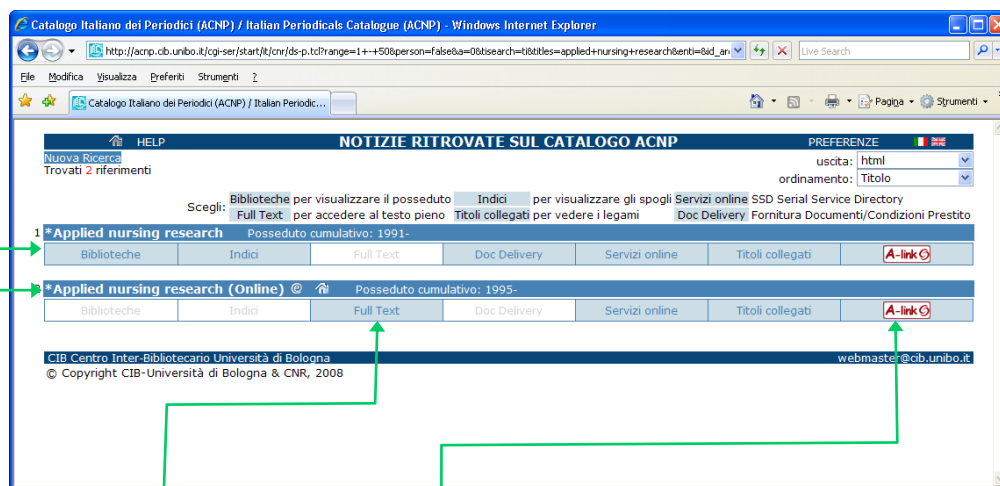 Catalogo Italiano dei Periodici (ACNP) / Italian Periodicals Catalogue (ACNP) - Windows Internet Explorer
http://acnp.cib.unibo.it/cgi-ser/start/it/cnr/ds-p.tcl?range=1+-+50&person=false&a=0&tisearch=ti&titles=applied+nursing+research&enti=&id_an
Live Search
File Modifica Visualizza Preferiti Strumenti ?
Catalogo Italiano dei Periodici (ACNP) / Italian Periodic...
Pagina Strumenti
HELP NOTIZIE RITROVATE SUL CATALOGO ACNP PREFERENZE
Nuova Ricerca uscita: html
Trovati 2 riferimenti
ordinamento: Titolo
Scegli: Biblioteche per visualizzare il posseduto Indici per visualizzare gli spogli Servizi online SSD Serial Service Directory
Full Text per accedere al testo pieno Titoli collegati per vedere i legami Doc Delivery Fornitura Documenti/Condizioni Prestito
1 *Applied nursing research Posseduto cumulativo: 1991-
Biblioteche Indici Full Text Doc Delivery Servizi online Titoli collegati A-link
*Applied nursing research (Online) @ Posseduto cumulativo: 1995-
Biblioteche Indici Full Text Doc Delivery Servizi online Titoli collegati A-link
CIB Centro Inter-Bibliotecario Università di Bologna webmaster@cib.unibo.it
© Copyright CIB-Università di Bologna & CNR, 2008